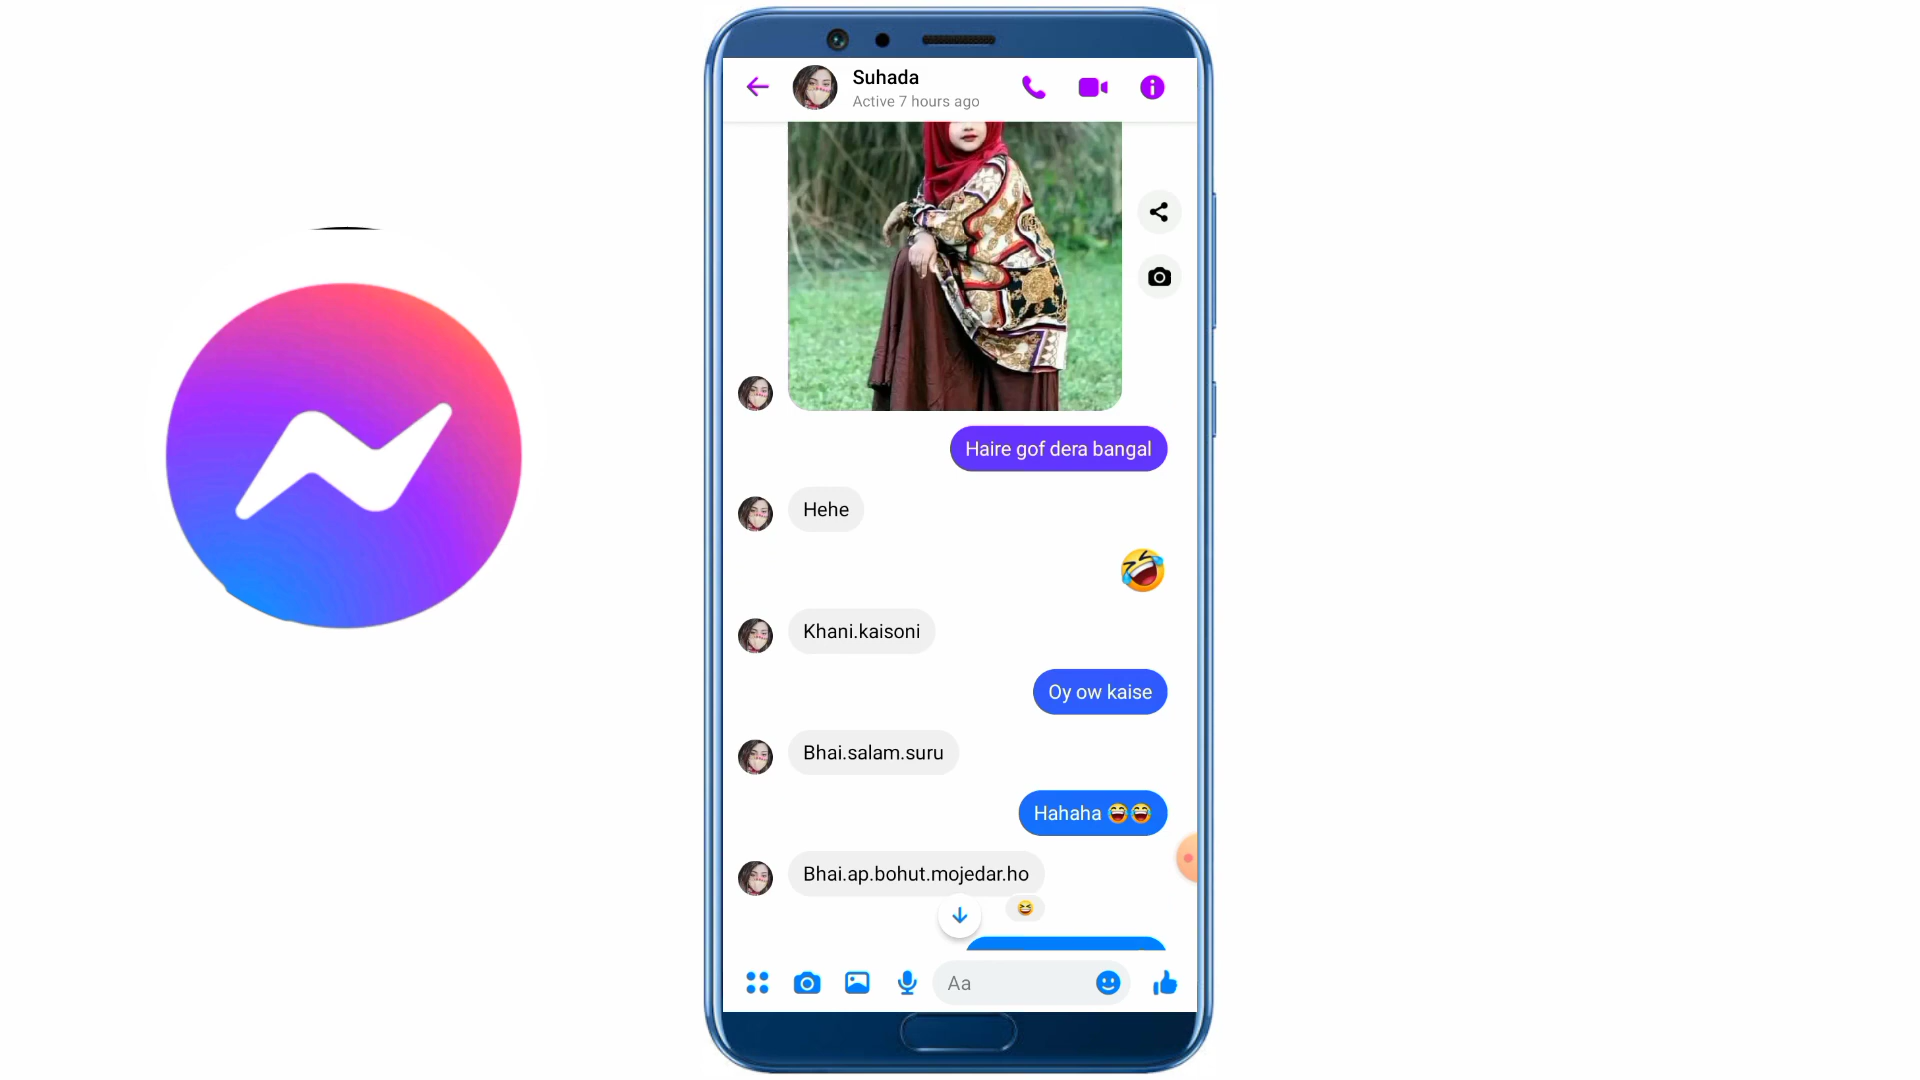 Suhada
Active 7 hours ago
Haire gof dera bangal
Hehe
Khani.kaisoni
Oy ow kaise
Bhai.salam.suru
Hahaha 😂😂
Bhai.ap.bohut.mojedar.ho
Aa